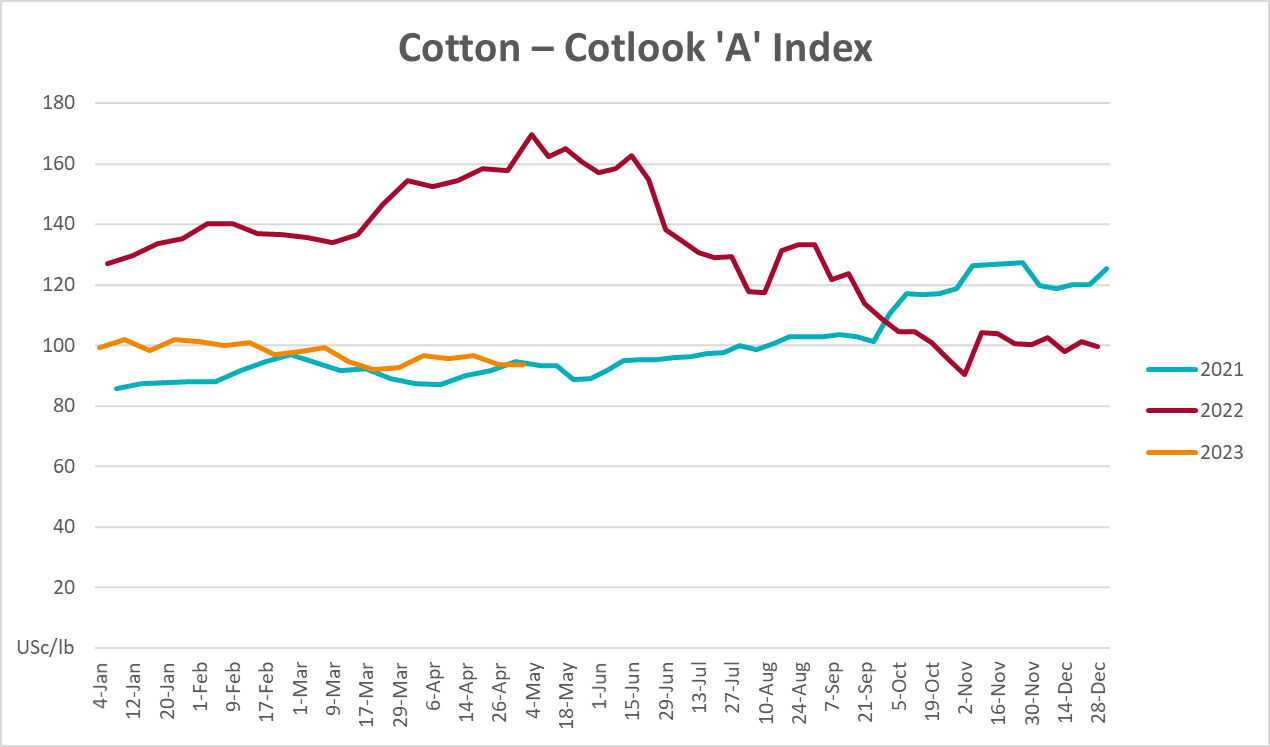 Cotton – Cotlook 'A' Index
180
160
140
120
100
80
60
40
20
USc/lb
4-Jan
12-Jan
20-Jan
1-Feb
9-Feb
17-Feb
1-Mar
9-Mar
17-Mar
29-Mar
6-Apr
14-Apr
26-Apr
4-May
18-May
1-Jun
15-Jun
29-Jun
13-Jul
27-Jul
10-Aug
24-Aug
7-Sep
21-Sep
5-Oct
19-Oct
2-Nov
16-Nov
30-Nov
14-Dec
28-Dec
2021
2022
2023